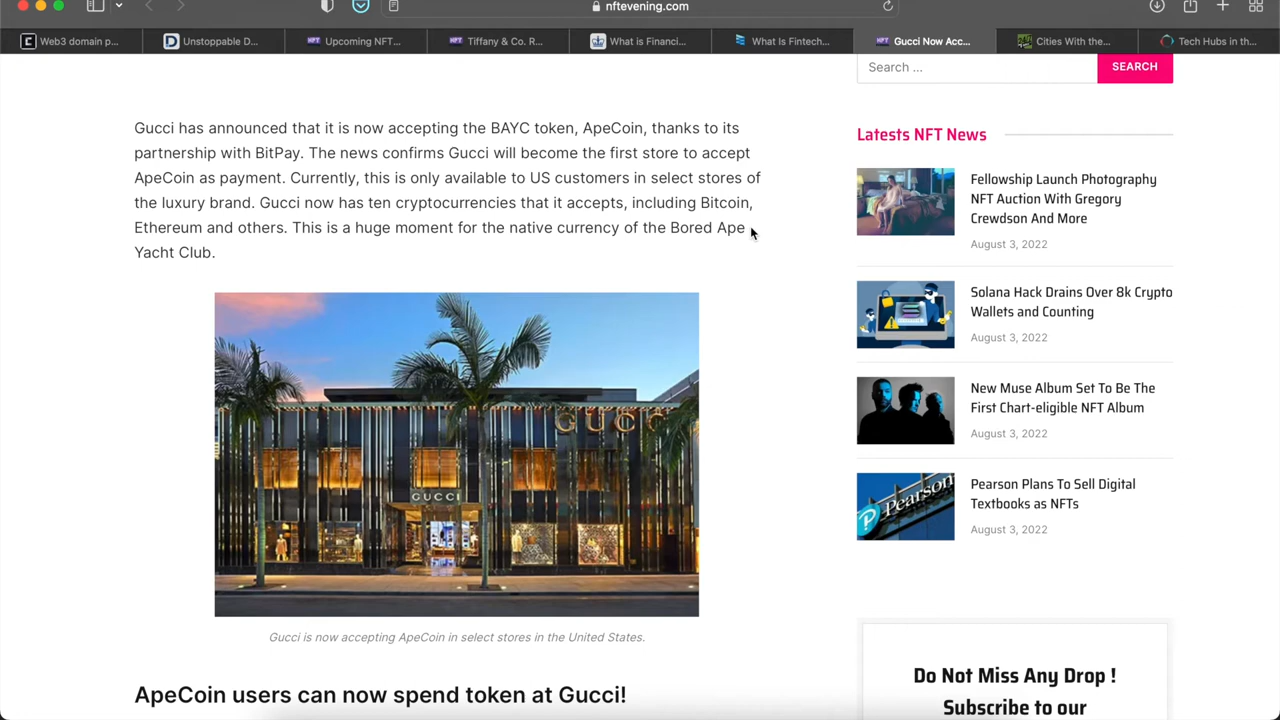 nftevening.com
Web3 domain p...
Unstoppable D...
Upcoming NFT...
Tiffany & Co. R...
What is Financi...
What Is Fintech...
Gucci Now Acc...
Cities With the...
Tech Hubs in th...
Search ...
SEARCH
Gucci has announced that it is now accepting the BAYC token, ApeCoin, thanks to its
partnership with BitPay. The news confirms Gucci will become the first store to accept
ApeCoin as payment. Currently, this is only available to US customers in select stores of
the luxury brand. Gucci now has ten cryptocurrencies that it accepts, including Bitcoin,
Ethereum and others. This is a huge moment for the native currency of the Bored Ape
Yacht Club.
GUCCI
GUCCI
Gucci is now accepting ApeCoin in select stores in the United States.
ApeCoin users can now spend token at Gucci!
Latests NFT News
Fellowship Launch Photography
NFT Auction With Gregory
Crewdson And More
August 3, 2022
Solana Hack Drains Over 8k Crypto
Wallets and Counting
August 3, 2022
New Muse Album Set To Be The
First Chart-eligible NFT Album
August 3, 2022
Pearson
Pearson Plans To Sell Digital
Textbooks as NFTs
August 3, 2022
Do Not Miss Any Drop !
Subscribe to our